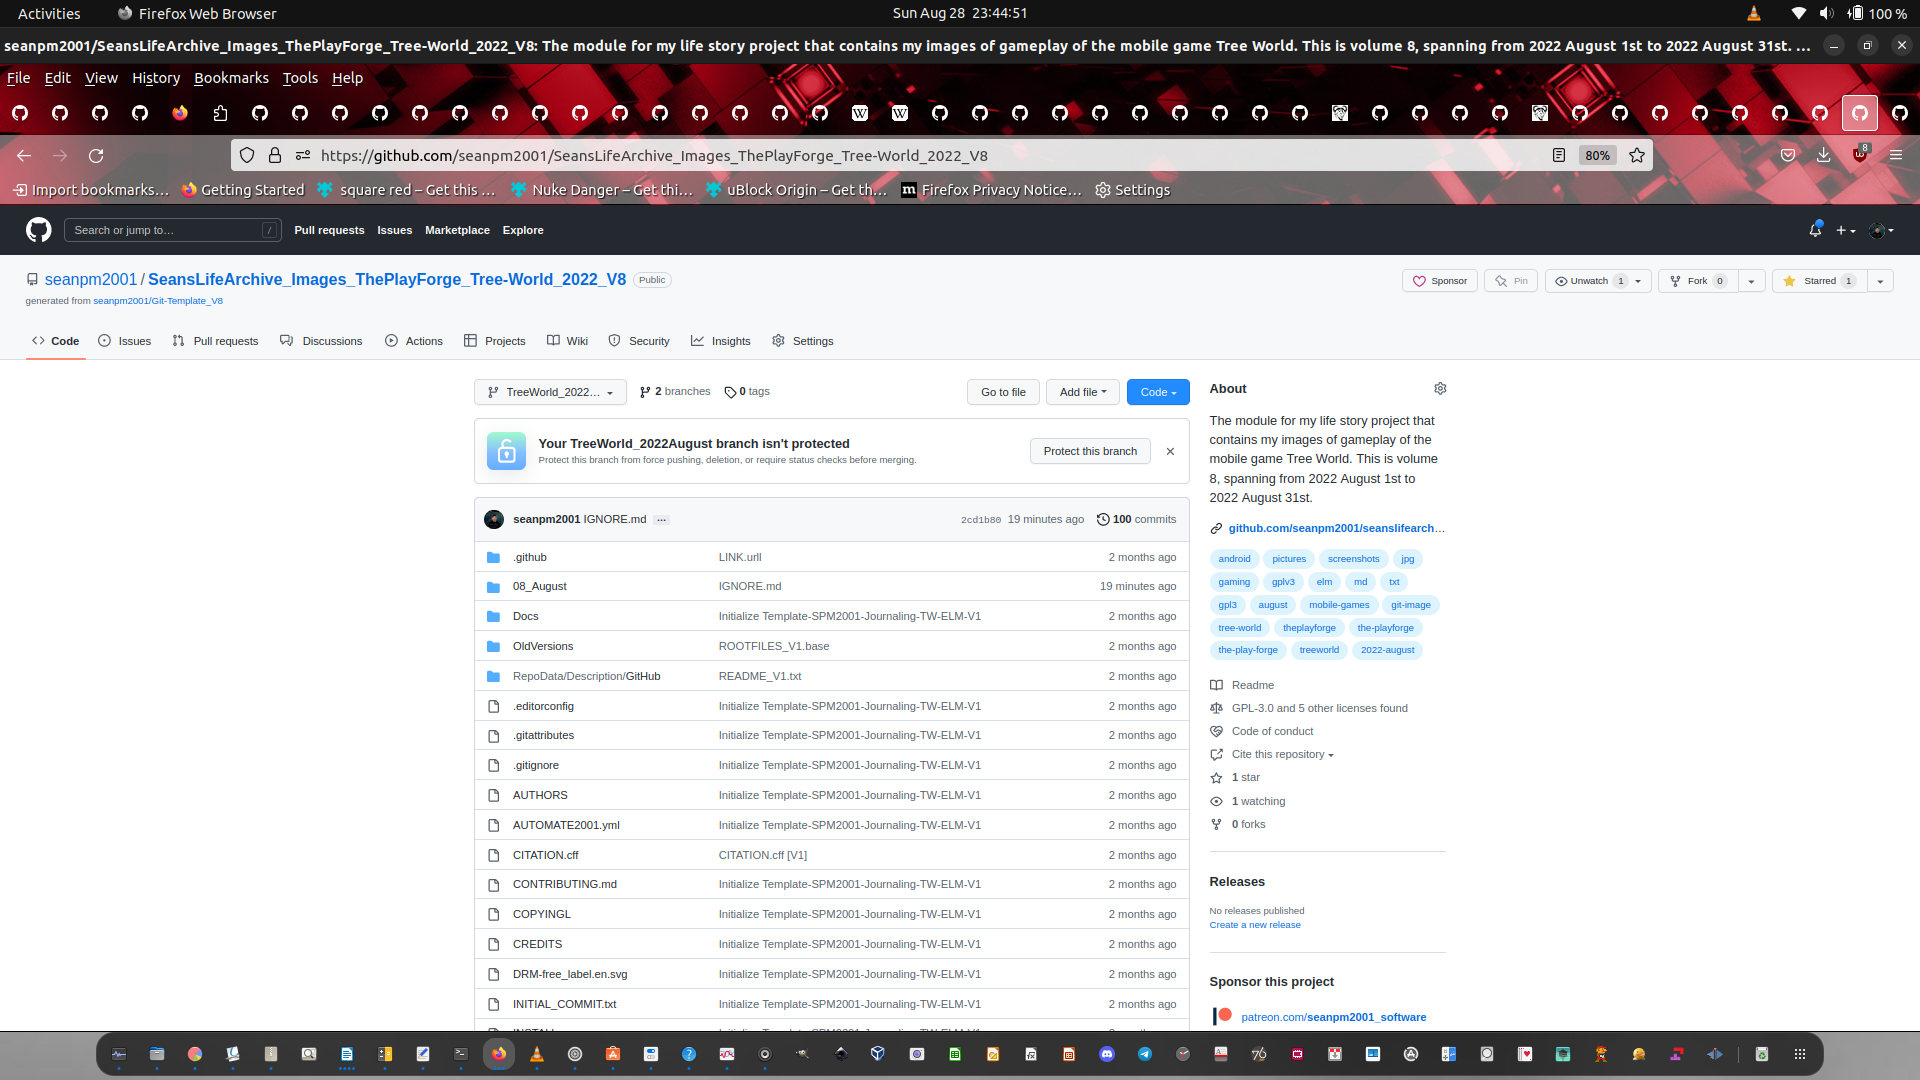 Activities Firefox Web Browser Sun Aug 28 23:44:51 100 %
seanpm2001/SeansLifeArchive_Images_ThePlayForge_Tree-World_2022_V8: The module for my life story project that contains my images of gameplay of the mobile game Tree World. This is volume 8, spanning from 2022 August 1st to 2022 August 31st. ...
File Edit View History Bookmarks Tools Help
https://github.com/seanpm2001/SeansLifeArchive_Images_ThePlayForge_Tree-World_2022_V8 80% 8
Import bookmarks... Getting Started square red – Get this ... Nuke Danger – Get thi... uBlock Origin – Get th... Firefox Privacy Notice... Settings
Search or jump to... / Pull requests Issues Marketplace Explore
seanpm2001 / SeansLifeArchive_Images_ThePlayForge_Tree-World_2022_V8 Public Sponsor Pin Unwatch 1 Fork 0 Starred 1
generated from seanpm2001/Git-Template_V8
Code Issues Pull requests Discussions Actions Projects Wiki Security Insights Settings
TreeWorld_2022... 2 branches 0 tags Go to file Add file Code
Your TreeWorld_2022August branch isn't protected
Protect this branch from force pushing, deletion, or require status checks before merging.
Protect this branch
seanpm2001 IGNORE.md ... 2cd1b80 19 minutes ago 100 commits
.github LINK.urll 2 months ago
08_August IGNORE.md 19 minutes ago
Docs Initialize Template-SPM2001-Journaling-TW-ELM-V1 2 months ago
OldVersions ROOTFILES_V1.base 2 months ago
RepoData/Description/GitHub README_V1.txt 2 months ago
.editorconfig Initialize Template-SPM2001-Journaling-TW-ELM-V1 2 months ago
.gitattributes Initialize Template-SPM2001-Journaling-TW-ELM-V1 2 months ago
.gitignore Initialize Template-SPM2001-Journaling-TW-ELM-V1 2 months ago
AUTHORS Initialize Template-SPM2001-Journaling-TW-ELM-V1 2 months ago
AUTOMATE2001.yml Initialize Template-SPM2001-Journaling-TW-ELM-V1 2 months ago
CITATION.cff CITATION.cff [V1] 2 months ago
CONTRIBUTING.md Initialize Template-SPM2001-Journaling-TW-ELM-V1 2 months ago
COPYINGL Initialize Template-SPM2001-Journaling-TW-ELM-V1 2 months ago
CREDITS Initialize Template-SPM2001-Journaling-TW-ELM-V1 2 months ago
DRM-free_label.en.svg Initialize Template-SPM2001-Journaling-TW-ELM-V1 2 months ago
INITIAL_COMMIT.txt Initialize Template-SPM2001-Journaling-TW-ELM-V1 2 months ago
About
The module for my life story project that
contains my images of gameplay of the
mobile game Tree World. This is volume
8, spanning from 2022 August 1st to
2022 August 31st.
github.com/seanpm2001/seanslifearch...
android pictures screenshots jpg
gaming gplv3 elm md txt
gpl3 august mobile-games git-image
tree-world theplayforge the-playforge
the-play-forge treeworld 2022-august
Readme
GPL-3.0 and 5 other licenses found
Code of conduct
Cite this repository
1 star
1 watching
0 forks
Releases
No releases published
Create a new release
Sponsor this project
patreon.com/seanpm2001_software